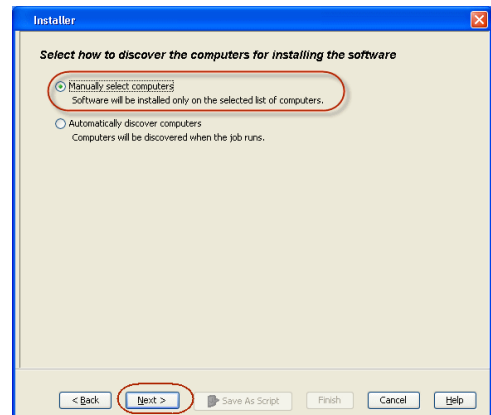 Installer
Select how to discover the computers for installing the software
Manually select computers
Software will be installed only on the selected list of computers.
Automatically discover computers
Computers will be discovered when the job runs.
< Back Next > Save As Script Finish Cancel Help